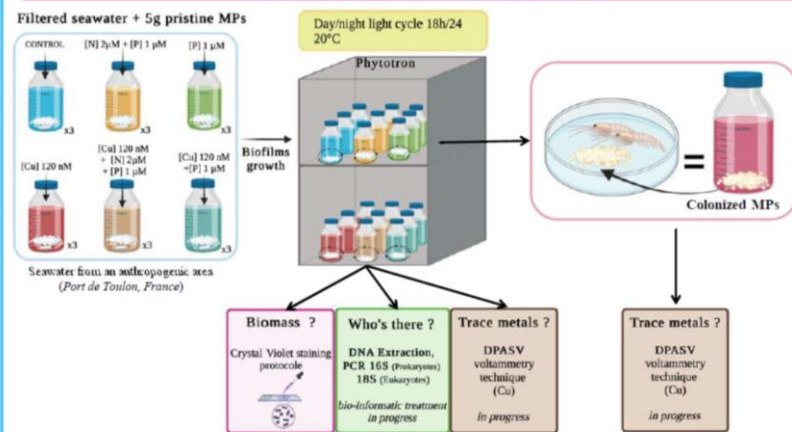 Filtered seawater + 5g pristine MPs
CONTROL
[N] 2µM + [P] 1 µM
[P] 1 µM
x3
x3
x3
[Cu] 120 nM
[Cu] 120 nM
+ [N] 2µM
+ [P] 1 µM
[Cu] 120 nM
+[P] 1 µM
x3
x3
x3
Seawater from an anthropogenic area
(Port de Toulon, France)
Biofilms
growth
Day/night light cycle 18h/24
20°C
Phytotron
=
Colonized MPs
Biomass ?
Crystal Violet staining
protocole
Who's there ?
DNA Extraction,
PCR 16S (Prokaryotes)
18S (Eukaryotes)
bio-informatic treatment
in progress
Trace metals ?
DPASV
voltammetry
technique
(Cu)
in progress
Trace metals ?
DPASV
voltammetry
technique
(Cu)
in progress